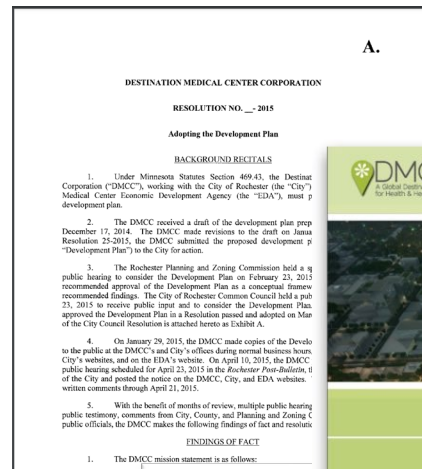 A.
DESTINATION MEDICAL CENTER CORPORATION
RESOLUTION NO. __- 2015
Adopting the Development Plan
BACKGROUND RECITALS
1. Under Minnesota Statutes Section 469.43, the Destinat
Corporation ("DMCC"), working with the City of Rochester (the "City")
Medical Center Economic Development Agency (the "EDA"), must p
development plan.
2. The DMCC received a draft of the development plan prep
December 17, 2014. The DMCC made revisions to the draft on Janua
Resolution 25-2015, the DMCC submitted the proposed development pl
"Development Plan") to the City for action.
3. The Rochester Planning and Zoning Commission held a sp
public hearing to consider the Development Plan on February 23, 2015
recommended approval of the Development Plan as a conceptual framew
recommended findings. The City of Rochester Common Council held a pub
23, 2015 to receive public input and to consider the Development Plan.
approved the Development Plan in a Resolution passed and adopted on Mar
of the City Council Resolution is attached hereto as Exhibit A.
4. On January 29, 2015, the DMCC made copies of the Develo
to the public at the DMCC's and City's offices during normal business hours.
City's websites, and on the EDA's website. On April 10, 2015, the DMCC
public hearing scheduled for April 23, 2015 in the Rochester Post-Bulletin, t
of the City and posted the notice on the DMCC, City, and EDA websites.
written comments through April 21, 2015.
5. With the benefit of months of review, multiple public hearing
public testimony, comments from City, County, and Planning and Zoning C
public officials, the DMCC makes the following findings of fact and resolutic
FINDINGS OF FACT
1. The DMCC mission statement is as follows:
DMC
A Global Destin
for Health & He